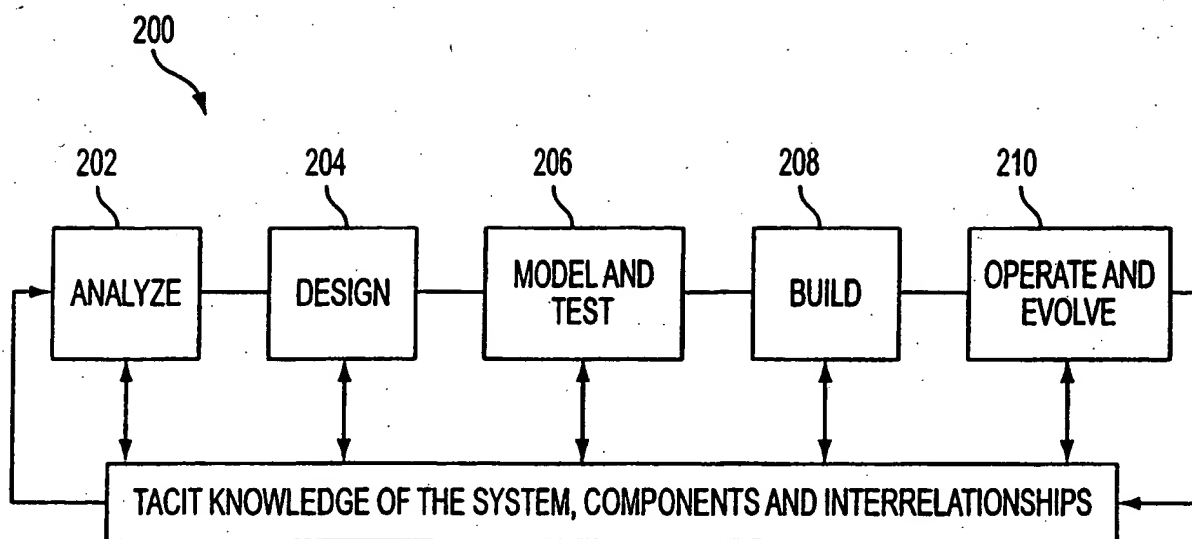 200
202
204
206
208
210
ANALYZE
DESIGN
MODEL AND
TEST
BUILD
OPERATE AND
EVOLVE
TACIT KNOWLEDGE OF THE SYSTEM, COMPONENTS AND INTERRELATIONSHIPS